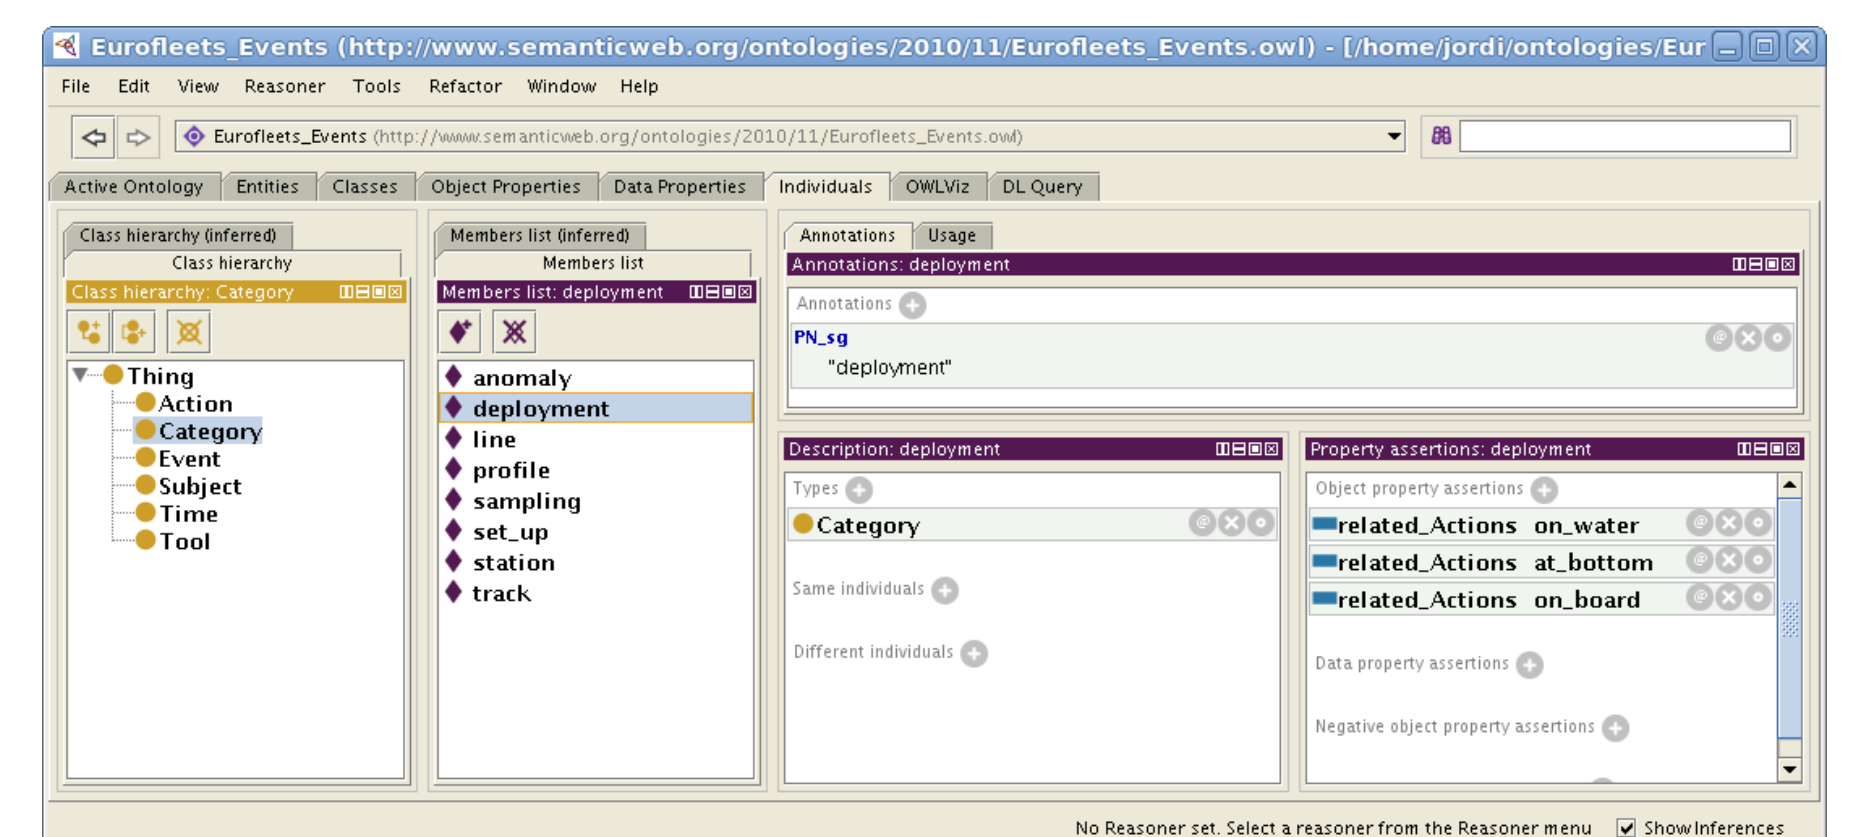 Eurofleets_Events (http://www.semanticweb.org/ontologies/2010/11/Eurofleets_Events.owl) - [/home/jordi/ontologies/Eur
File Edit View Reasoner Tools Refactor Window Help
Eurofleets_Events (http://www.semanticweb.org/ontologies/2010/11/Eurofleets_Events.owl)
Active Ontology Entities Classes Object Properties Data Properties Individuals OWLViz DL Query
Class hierarchy (inferred)
Class hierarchy
Class hierarchy: Category
Thing
Action
Category
Event
Subject
Time
Tool
Members list (inferred)
Members list
Members list: deployment
anomaly
deployment
line
profile
sampling
set_up
station
track
Annotations Usage
Annotations: deployment
Annotations
PN_sg
"deployment"
Description: deployment
Types
Category
Same individuals
Different individuals
Property assertions: deployment
Object property assertions
related_Actions on_water
related_Actions at_bottom
related_Actions on_board
Data property assertions
Negative object property assertions
No Reasoner set. Select a reasoner from the Reasoner menu Show Inferences